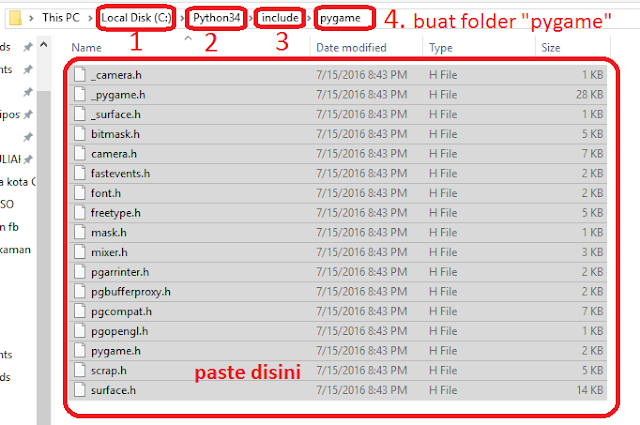 This PC › Local Disk (C:) › Python34 › include › pygame
4. buat folder "pygame"
1 2 3
Name Date modified Type Size
_camera.h 7/15/2016 8:43 PM H File 1 KB
_pygame.h 7/15/2016 8:43 PM H File 28 KB
_surface.h 7/15/2016 8:43 PM H File 1 KB
bitmask.h 7/15/2016 8:43 PM H File 5 KB
camera.h 7/15/2016 8:43 PM H File 7 KB
fastevents.h 7/15/2016 8:43 PM H File 2 KB
font.h 7/15/2016 8:43 PM H File 2 KB
freetype.h 7/15/2016 8:43 PM H File 5 KB
mask.h 7/15/2016 8:43 PM H File 1 KB
mixer.h 7/15/2016 8:43 PM H File 3 KB
pgarrinter.h 7/15/2016 8:43 PM H File 2 KB
pgbufferproxy.h 7/15/2016 8:43 PM H File 2 KB
pgcompat.h 7/15/2016 8:43 PM H File 7 KB
pgopengl.h 7/15/2016 8:43 PM H File 1 KB
pygame.h 7/15/2016 8:43 PM H File 2 KB
scrap.h 7/15/2016 8:43 PM H File 5 KB
surface.h 7/15/2016 8:43 PM H File 14 KB
paste disini
ds
nts
ipos
ULIAH
a kota
SO
n fb
kaman
nts
ds